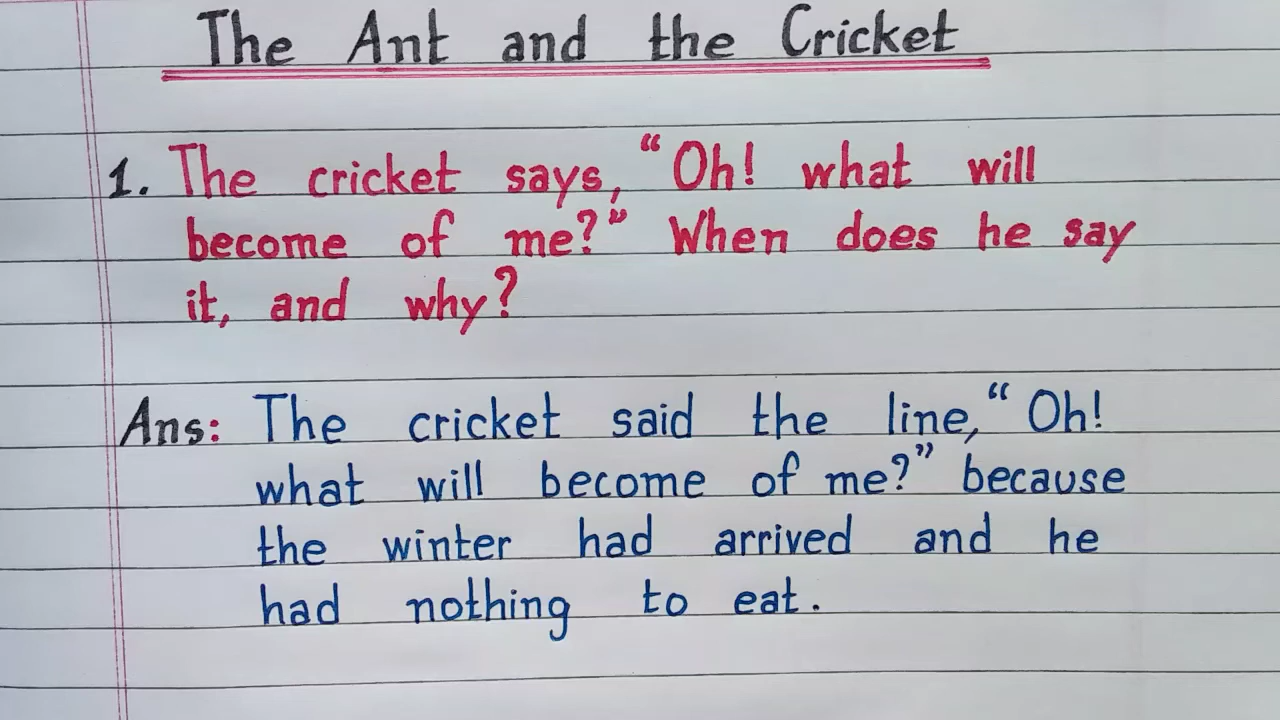 The Ant and the Cricket
1. The cricket says, "Oh! what will
become of me?" When does he say
it, and why?
Ans: The cricket said the line, "Oh!
what will become of me?" because
the winter had arrived and he
had nothing to eat.